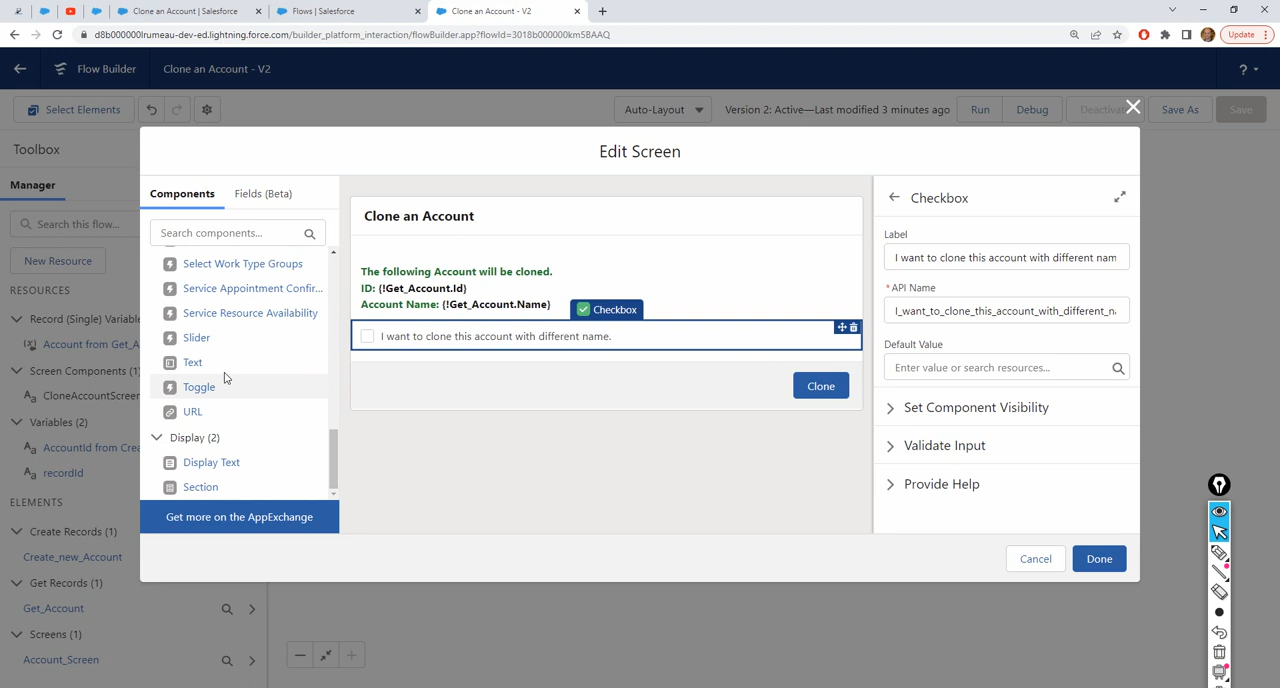 Clone an Account | Salesforce
Flows | Salesforce
Clone an Account - V2
d8b000000lrumeau-dev-ed.lightning.force.com/builder_platform_interaction/flowBuilder.app?flowId=3018b000000km5BAAQ
Update
Flow Builder
Clone an Account - V2
?
Select Elements
Auto-Layout
Version 2: Active—Last modified 3 minutes ago
Run
Debug
Deactivate
Save As
Save
Toolbox
Edit Screen
Manager
Components
Fields (Beta)
Search this flow...
New Resource
RESOURCES
Record (Single) Variable
Account from Get_A
Screen Components (1)
CloneAccountScreen
Variables (2)
AccountId from Crea
recordId
ELEMENTS
Create Records (1)
Create_new_Account
Get Records (1)
Get_Account
Screens (1)
Account_Screen
Search components...
Select Work Type Groups
Service Appointment Confir...
Service Resource Availability
Slider
Text
Toggle
URL
Display (2)
Display Text
Section
Get more on the AppExchange
Clone an Account
The following Account will be cloned.
ID: {!Get_Account.Id}
Account Name: {!Get_Account.Name}
Checkbox
I want to clone this account with different name.
Clone
Checkbox
Label
I want to clone this account with different nam
* API Name
I_want_to_clone_this_account_with_different_n
Default Value
Enter value or search resources...
Set Component Visibility
Validate Input
Provide Help
Cancel
Done